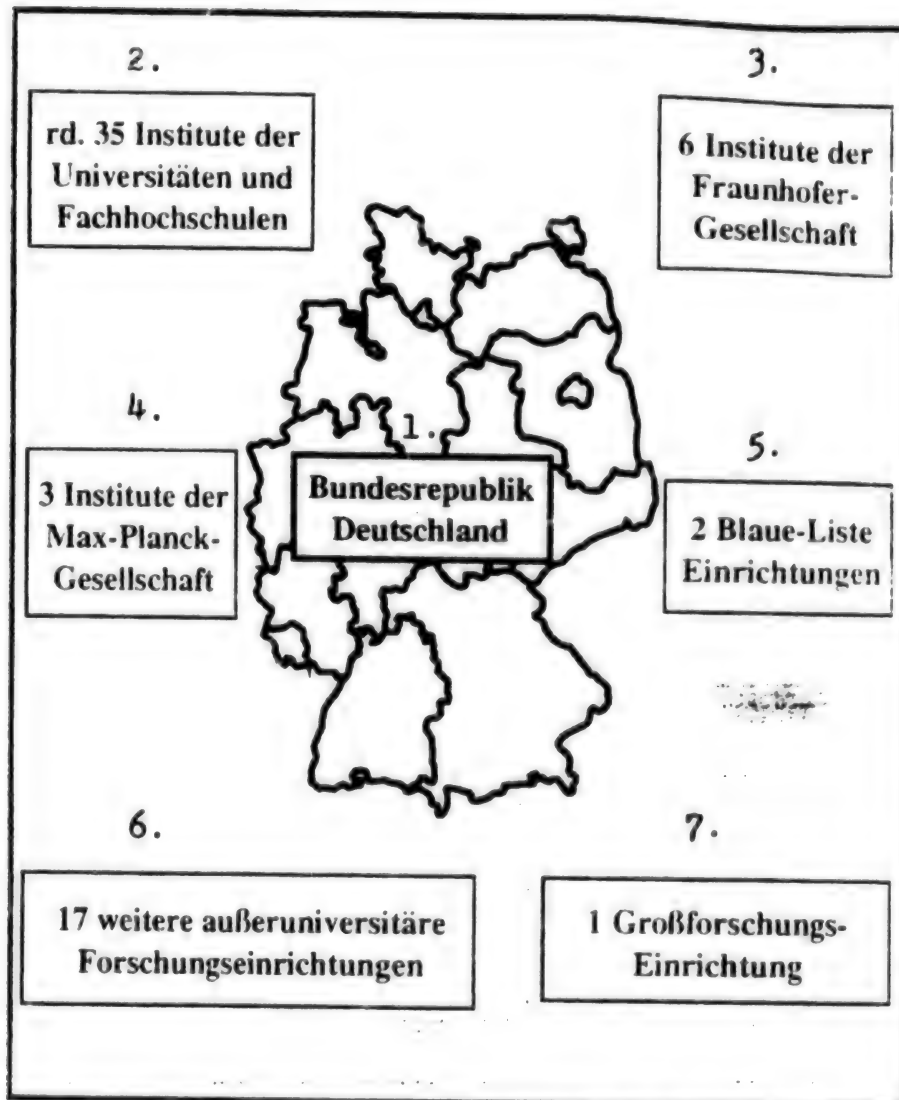 2.
rd. 35 Institute der
Universitäten und
Fachhochschulen
3.
6 Institute der
Fraunhofer-
Gesellschaft
4.
3 Institute der
Max-Planck-
Gesellschaft
1.
Bundesrepublik
Deutschland
5.
2 Blaue-Liste
Einrichtungen
6.
17 weitere außeruniversitäre
Forschungseinrichtungen
7.
1 Großforschungs-
Einrichtung